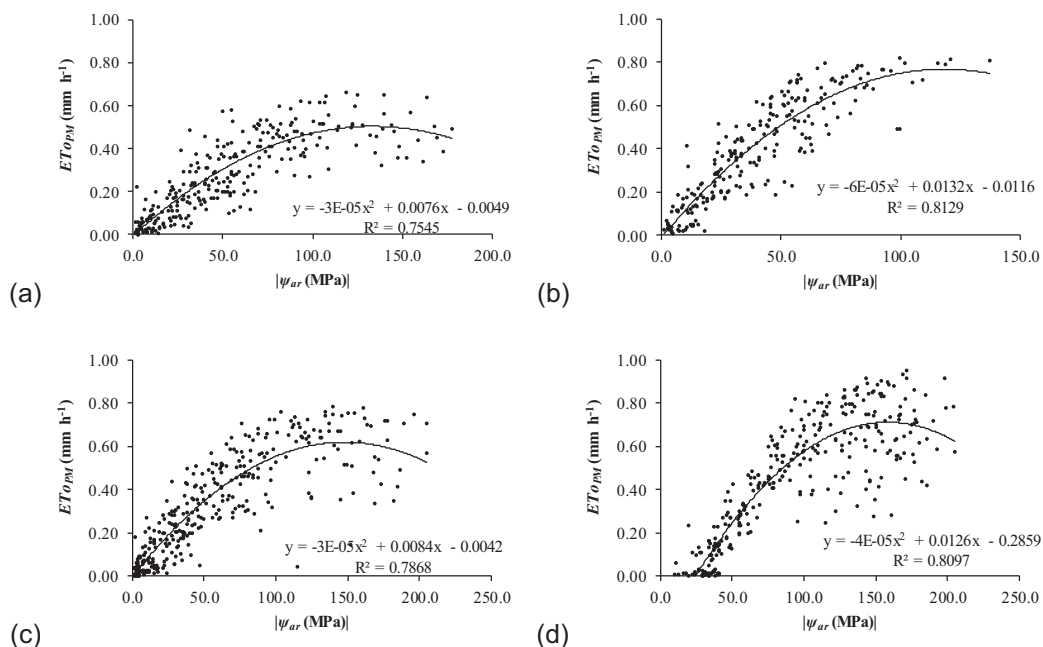 1.00
0.80
0.60
0.40
0.20
0.00
ETo_PM (mm h⁻¹)
0.0 50.0 100.0 150.0 200.0
|ψ_ar (MPa)|
y = -3E-05x² + 0.0076x - 0.0049
R² = 0.7545
(a)
1.00
0.80
0.60
0.40
0.20
0.00
ETo_PM (mm h⁻¹)
0.0 50.0 100.0 150.0
|ψ_ar (MPa)|
y = -6E-05x² + 0.0132x - 0.0116
R² = 0.8129
(b)
1.00
0.80
0.60
0.40
0.20
0.00
ETo_PM (mm h⁻¹)
0.0 50.0 100.0 150.0 200.0 250.0
|ψ_ar (MPa)|
y = -3E-05x² + 0.0084x - 0.0042
R² = 0.7868
(c)
1.00
0.80
0.60
0.40
0.20
0.00
ETo_PM (mm h⁻¹)
0.0 50.0 100.0 150.0 200.0 250.0
|ψ_ar (MPa)|
y = -4E-05x² + 0.0126x - 0.2859
R² = 0.8097
(d)